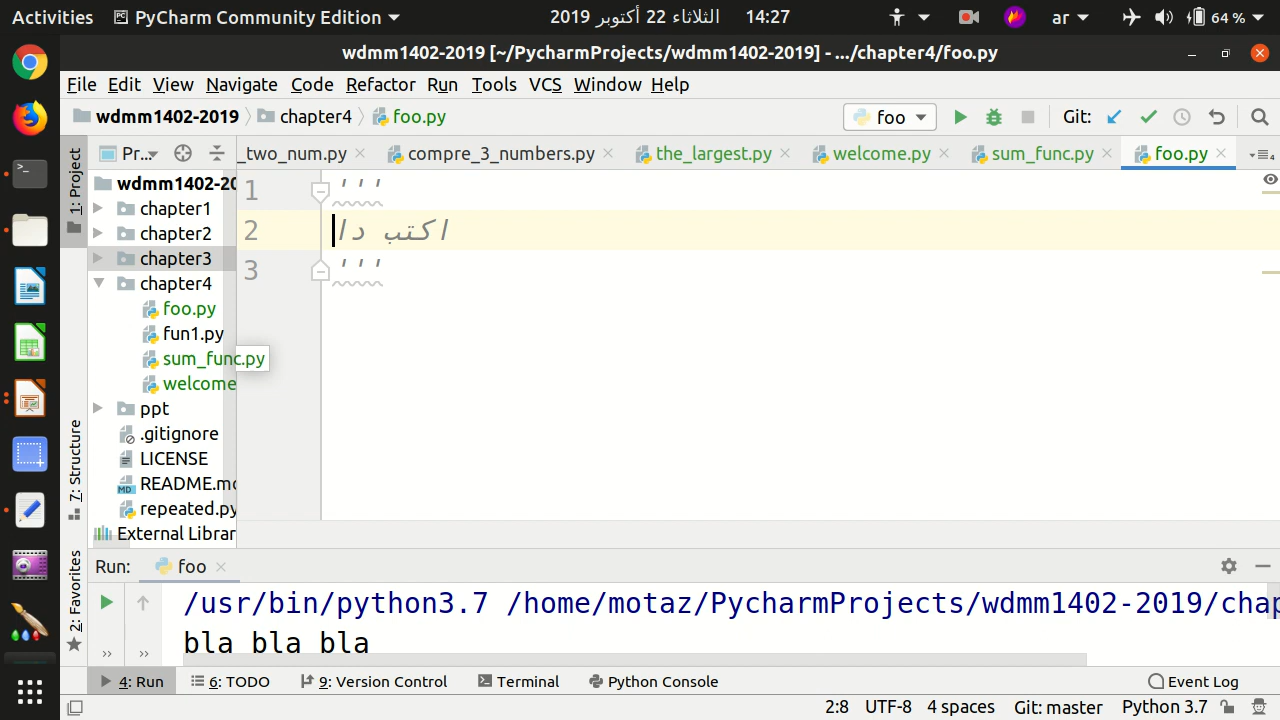 Activities PyCharm Community Edition الثلاثاء 22 أكتوبر 2019 14:27 ar 64 %
wdmm1402-2019 [~/PycharmProjects/wdmm1402-2019] - .../chapter4/foo.py
File Edit View Navigate Code Refactor Run Tools VCS Window Help
wdmm1402-2019 chapter4 foo.py foo Git:
1: Project
Pr... _two_num.py compre_3_numbers.py the_largest.py welcome.py sum_func.py foo.py 4
wdmm1402-20
chapter1
chapter2
chapter3
chapter4
foo.py
fun1.py
sum_func.py
welcome
ppt
.gitignore
LICENSE
README.mc
repeated.py
External Librar
1 '''
2 اكتب دا
3 '''
7: Structure
2: Favorites
Run: foo
/usr/bin/python3.7 /home/motaz/PycharmProjects/wdmm1402-2019/chap
bla bla bla
4: Run 6: TODO 9: Version Control Terminal Python Console Event Log
2:8 UTF-8 4 spaces Git: master Python 3.7